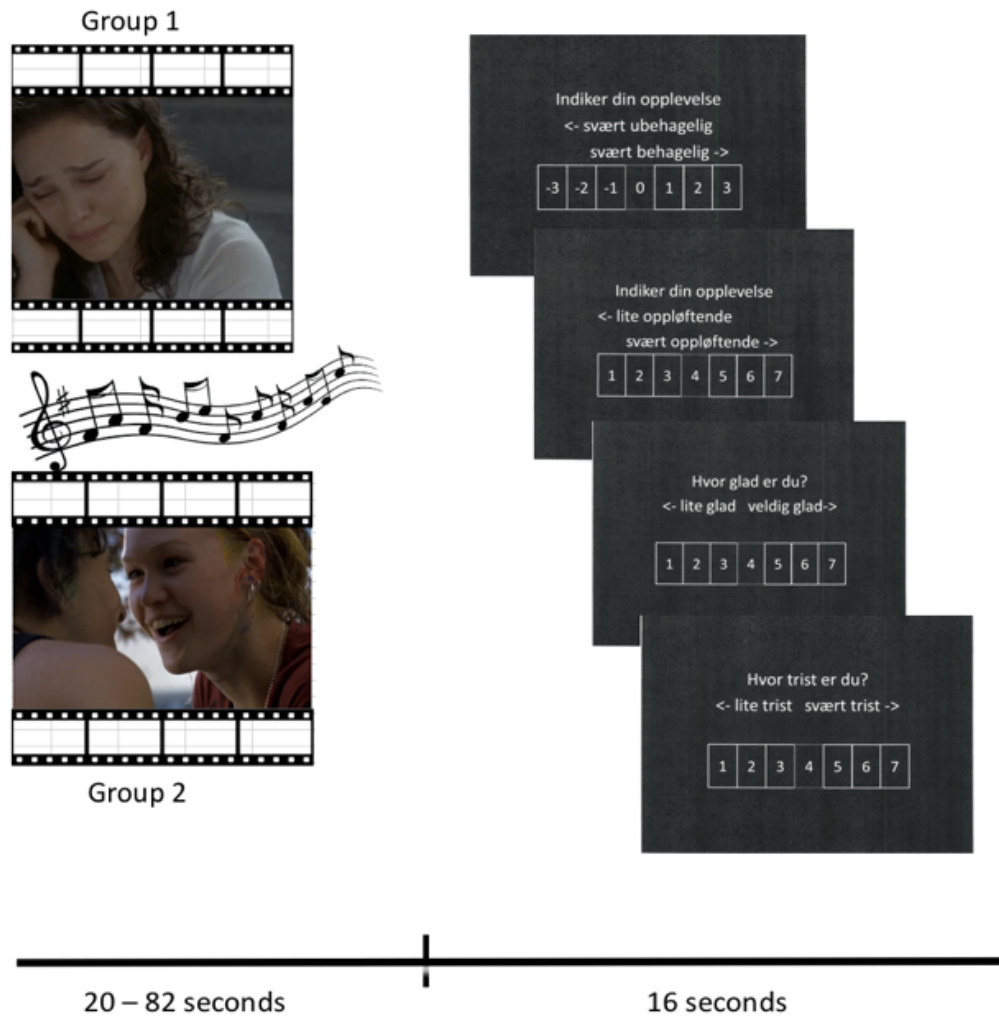 Group 1
Indiker din opplevelse
<- svært ubehagelig
svært behagelig ->
-3 -2 -1 0 1 2 3
Indiker din opplevelse
<- lite oppløftende
svært oppløftende ->
1 2 3 4 5 6 7
Hvor glad er du?
<- lite glad veldig glad->
1 2 3 4 5 6 7
Hvor trist er du?
<- lite trist svært trist ->
1 2 3 4 5 6 7
Group 2
20 – 82 seconds
16 seconds